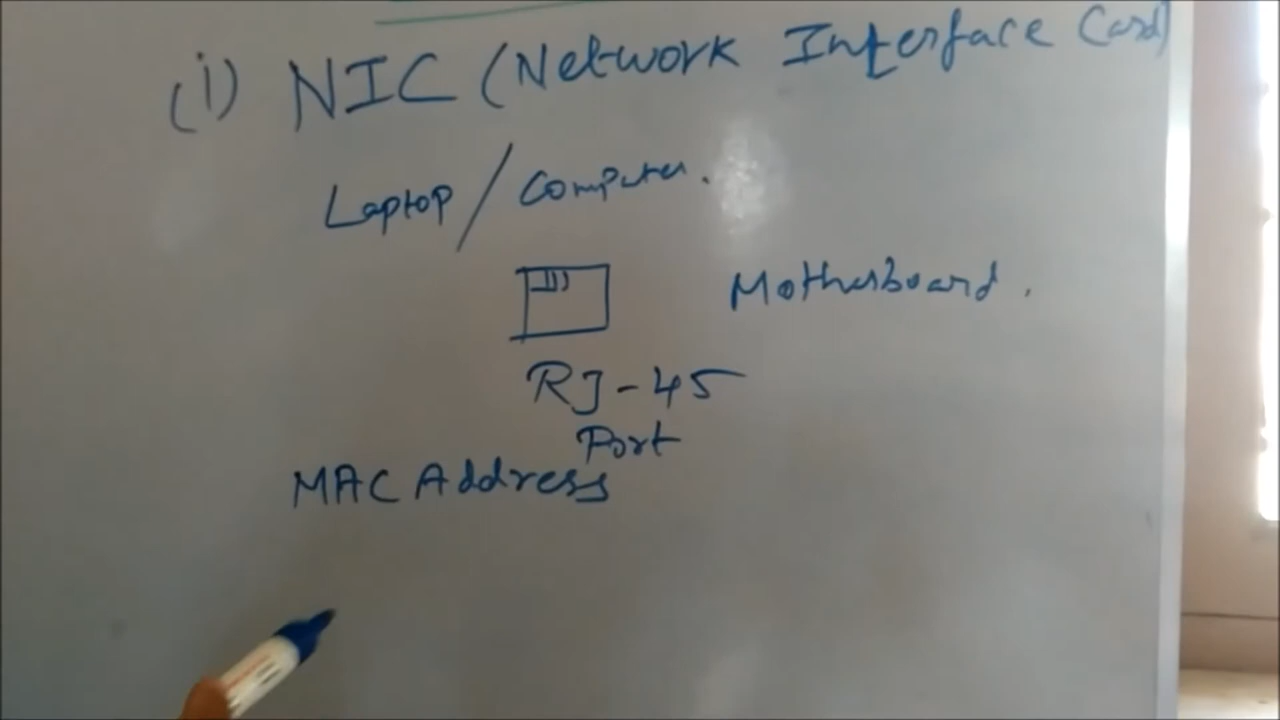 (i) NIC (Network Interface Card)
Laptop / Computer.
Motherboard.
RJ-45
Port
MAC Address